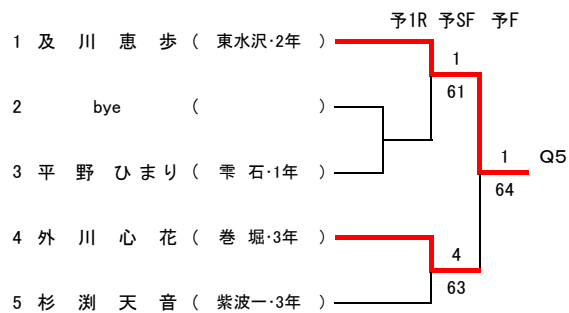 予1R 予SF 予F
1 及川恵歩 ( 東水沢・2年 )
1
61
2 bye ( )
3 平野ひまり ( 雫石・1年 )
1 Q5
64
4 外川心花 ( 巻堀・3年 )
4
63
5 杉渕天音 ( 紫波一・3年 )